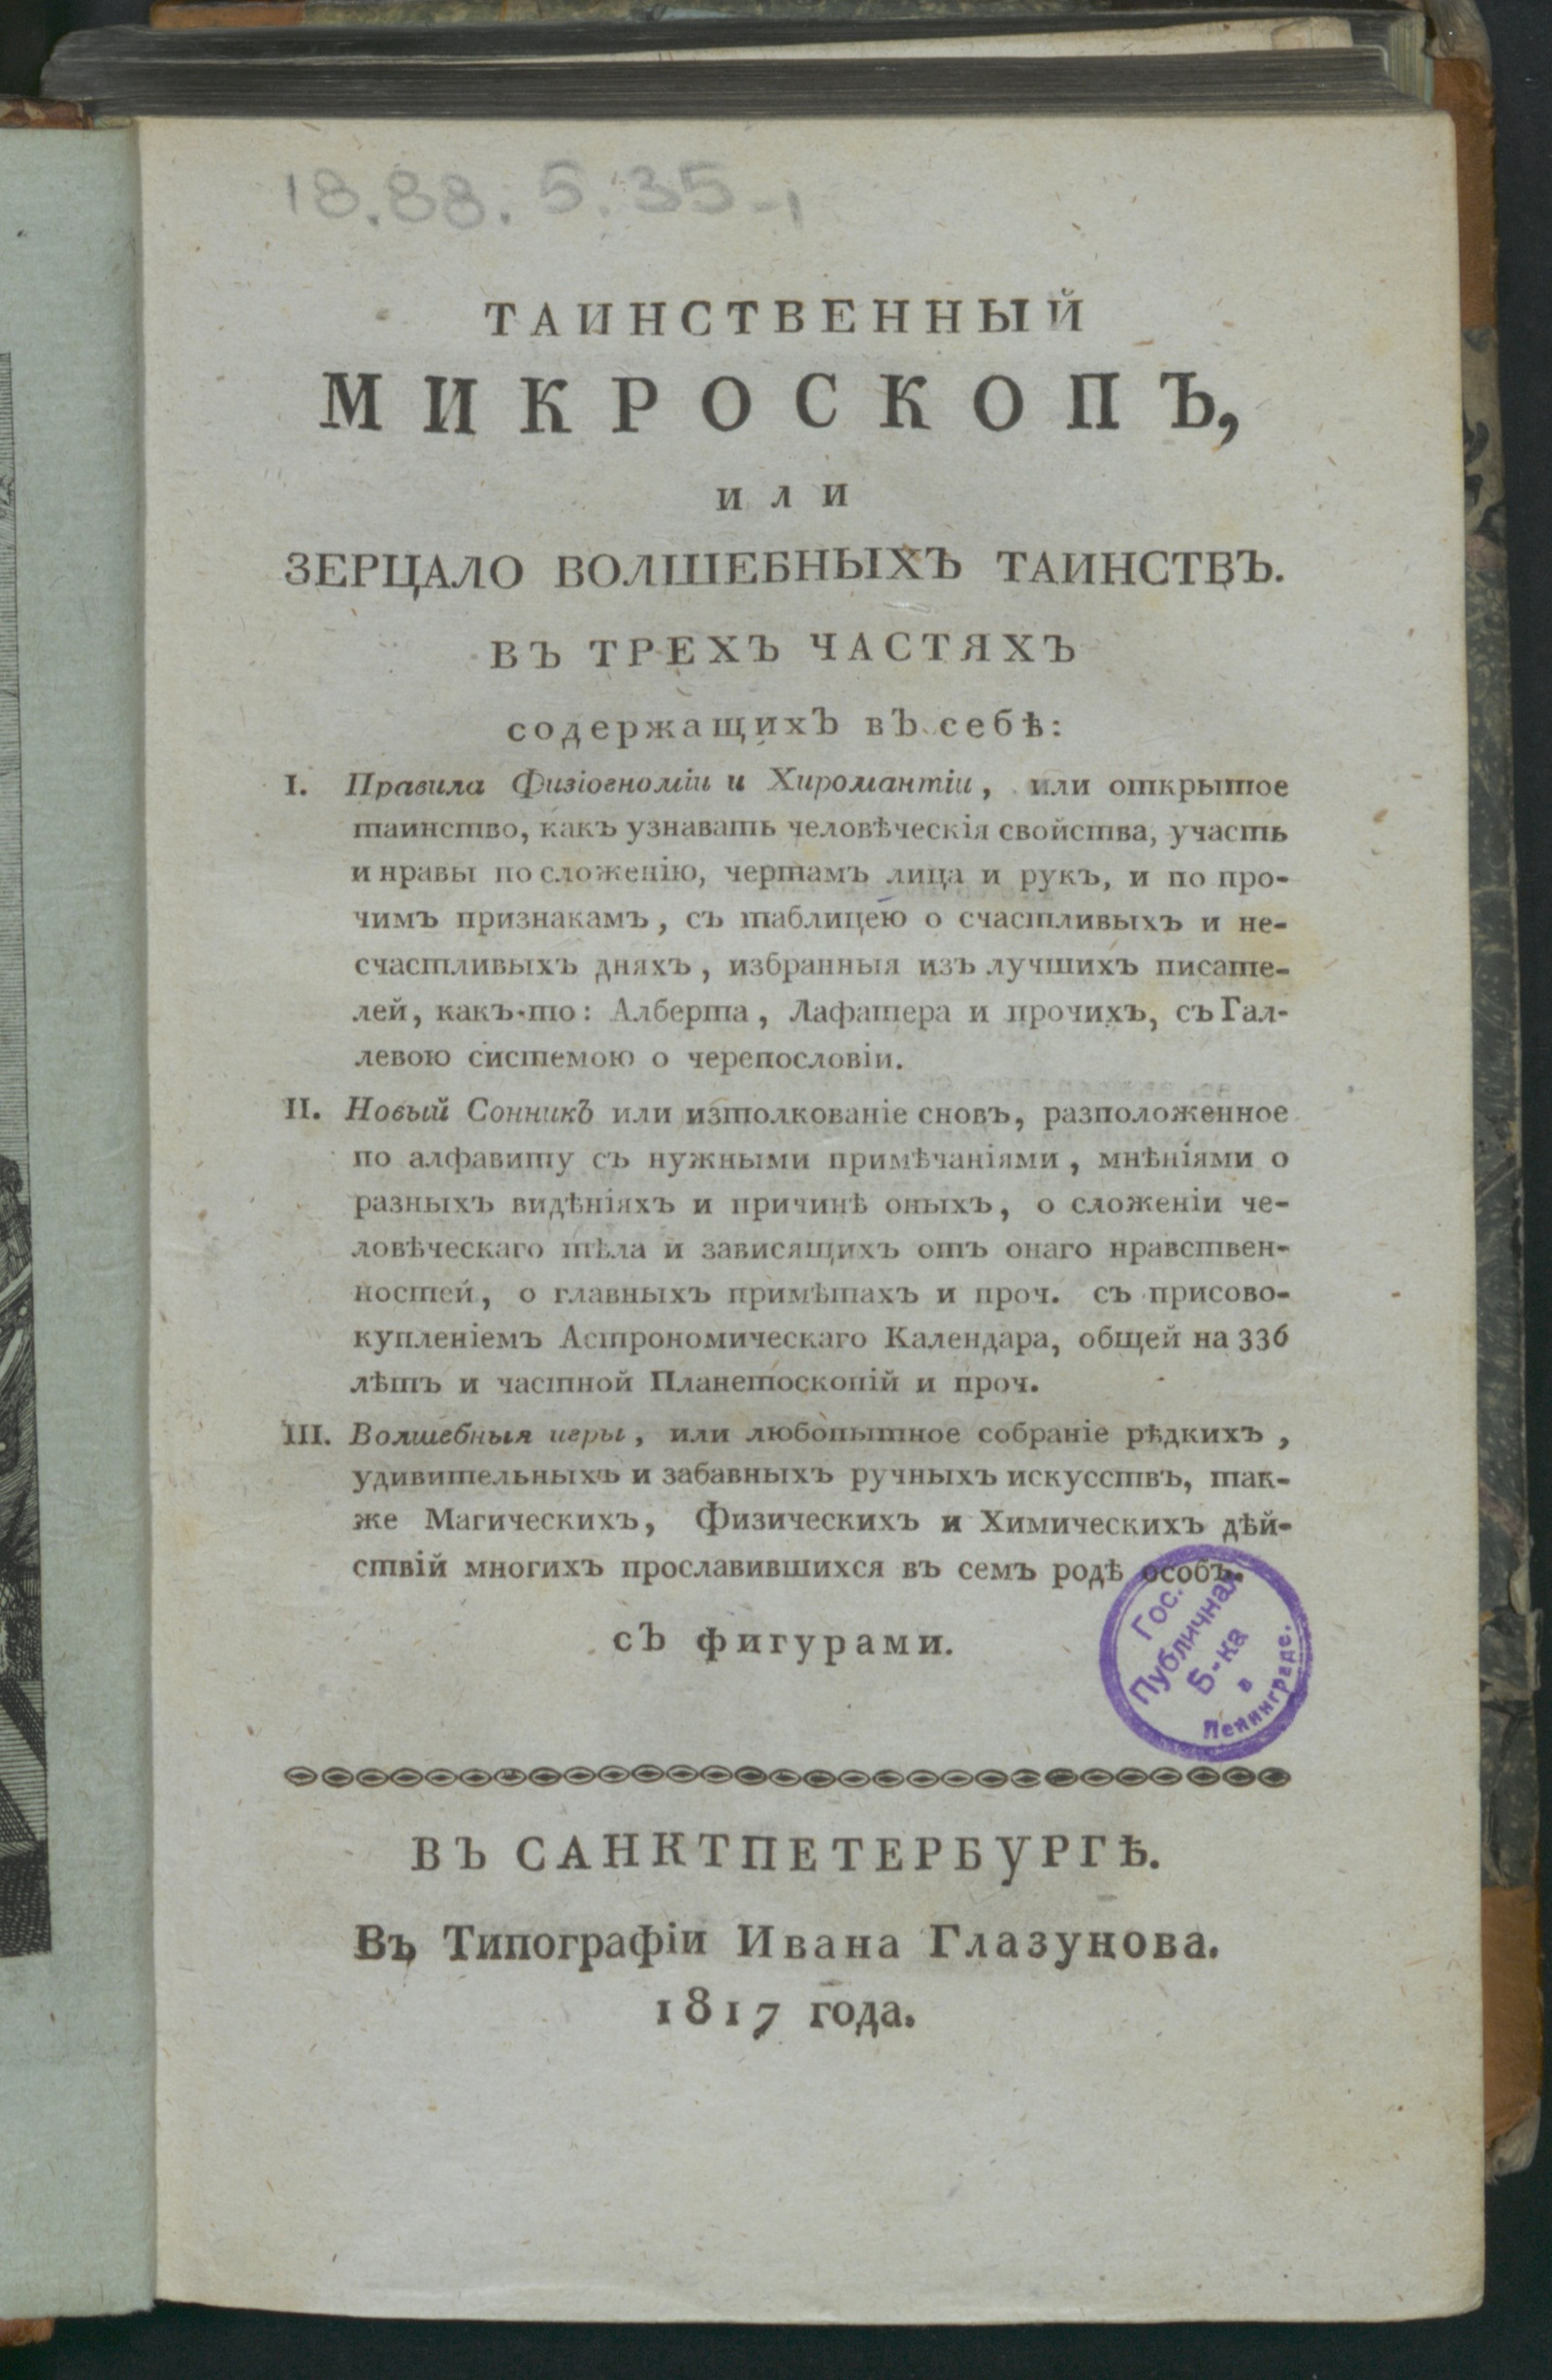 18.88.5.35-1
ТАИНСТВЕННЫЙ
МИКРОСКОПЪ,
или
ЗЕРЦАЛО ВОЛШЕБНЫХЪ ТАИНСТВЪ.
ВЪ ТРЕХЪ ЧАСТЯХЪ
содержащихЪ вЪ себѣ:
I. Правила Физіогноміи и Хиромантіи, или открытое
таинство, какъ узнавать человѣческія свойства, участь
и нравы по сложенію, чертамъ лица и рукъ, и по про-
чимъ признакамъ, съ таблицею о счастливыхъ и не-
счастливыхъ дняхъ, избранныя изъ лучшихъ писате-
лей, какъ-то: Алберта, Лафатера и прочихъ, съ Гал-
левою системою о черепословіи.
II. Новый Сонникъ или изтолкованіе сновъ, разположенное
по алфавиту съ нужными примѣчаніями, мнѣніями о
разныхъ видѣніяхъ и причинѣ оныхъ, о сложеніи че-
ловѣческаго тѣла и зависящихъ отъ онаго нравствен-
ностей, о главныхъ примѣтахъ и проч. съ присово-
купленіемъ Астрономическаго Календара, общей на 336
лѣтъ и частной Планетоскопій и проч.
III. Волшебныя игры, или любопытное собраніе рѣдкихъ,
удивительныхъ и забавныхъ ручныхъ искусствъ, так-
же Магическихъ, Физическихъ и Химическихъ дѣй-
ствій многихъ прославившихся въ семъ родѣ особъ.
сЪ фигурами.
Гос.
Публичная
Б-ка
в
Ленинграде.
ВЪ САНКТПЕТЕРБУРГѢ.
Въ Типографіи Ивана Глазунова.
1817 года.